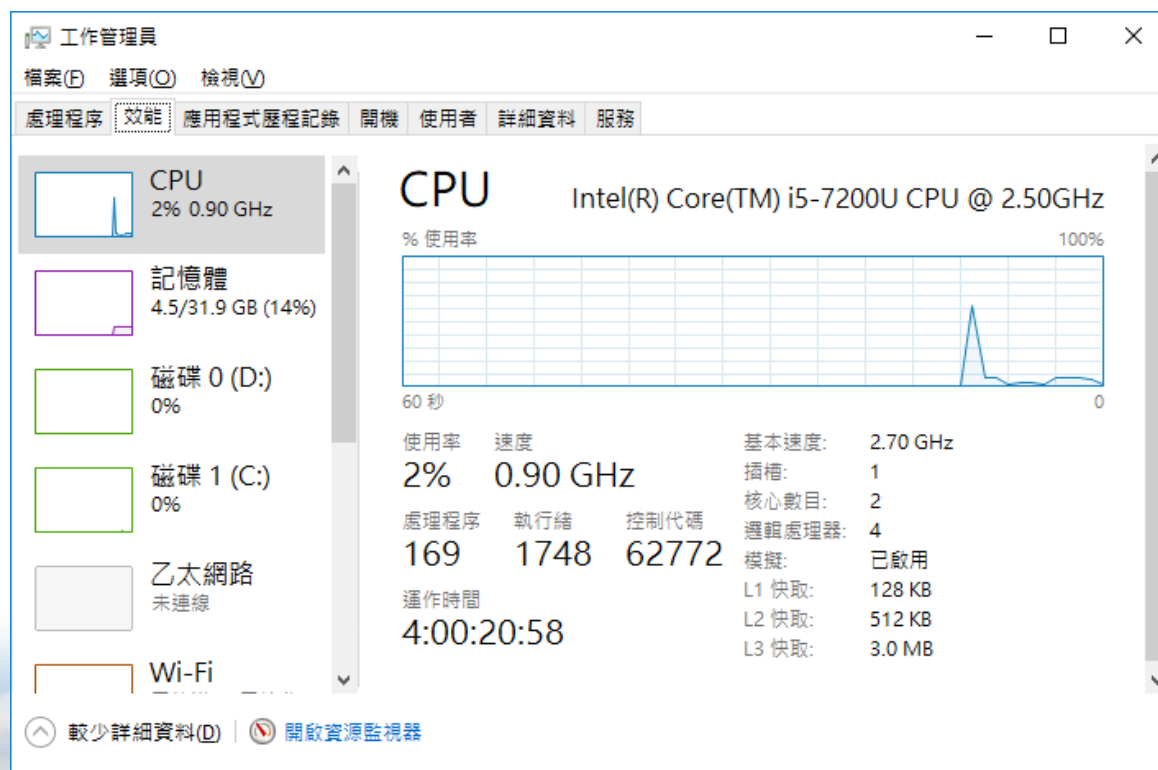 工作管理員
檔案(F) 選項(O) 檢視(V)
處理程序 效能 應用程式歷程記錄 開機 使用者 詳細資料 服務
CPU
2% 0.90 GHz
記憶體
4.5/31.9 GB (14%)
磁碟 0 (D:)
0%
磁碟 1 (C:)
0%
乙太網路
未連線
Wi-Fi
CPU Intel(R) Core(TM) i5-7200U CPU @ 2.50GHz
% 使用率 100%
60 秒 0
使用率 速度
2% 0.90 GHz
處理程序 執行緒 控制代碼
169 1748 62772
運作時間
4:00:20:58
基本速度: 2.70 GHz
插槽: 1
核心數目: 2
邏輯處理器: 4
模擬: 已啟用
L1 快取: 128 KB
L2 快取: 512 KB
L3 快取: 3.0 MB
較少詳細資料(D) 開啟資源監視器